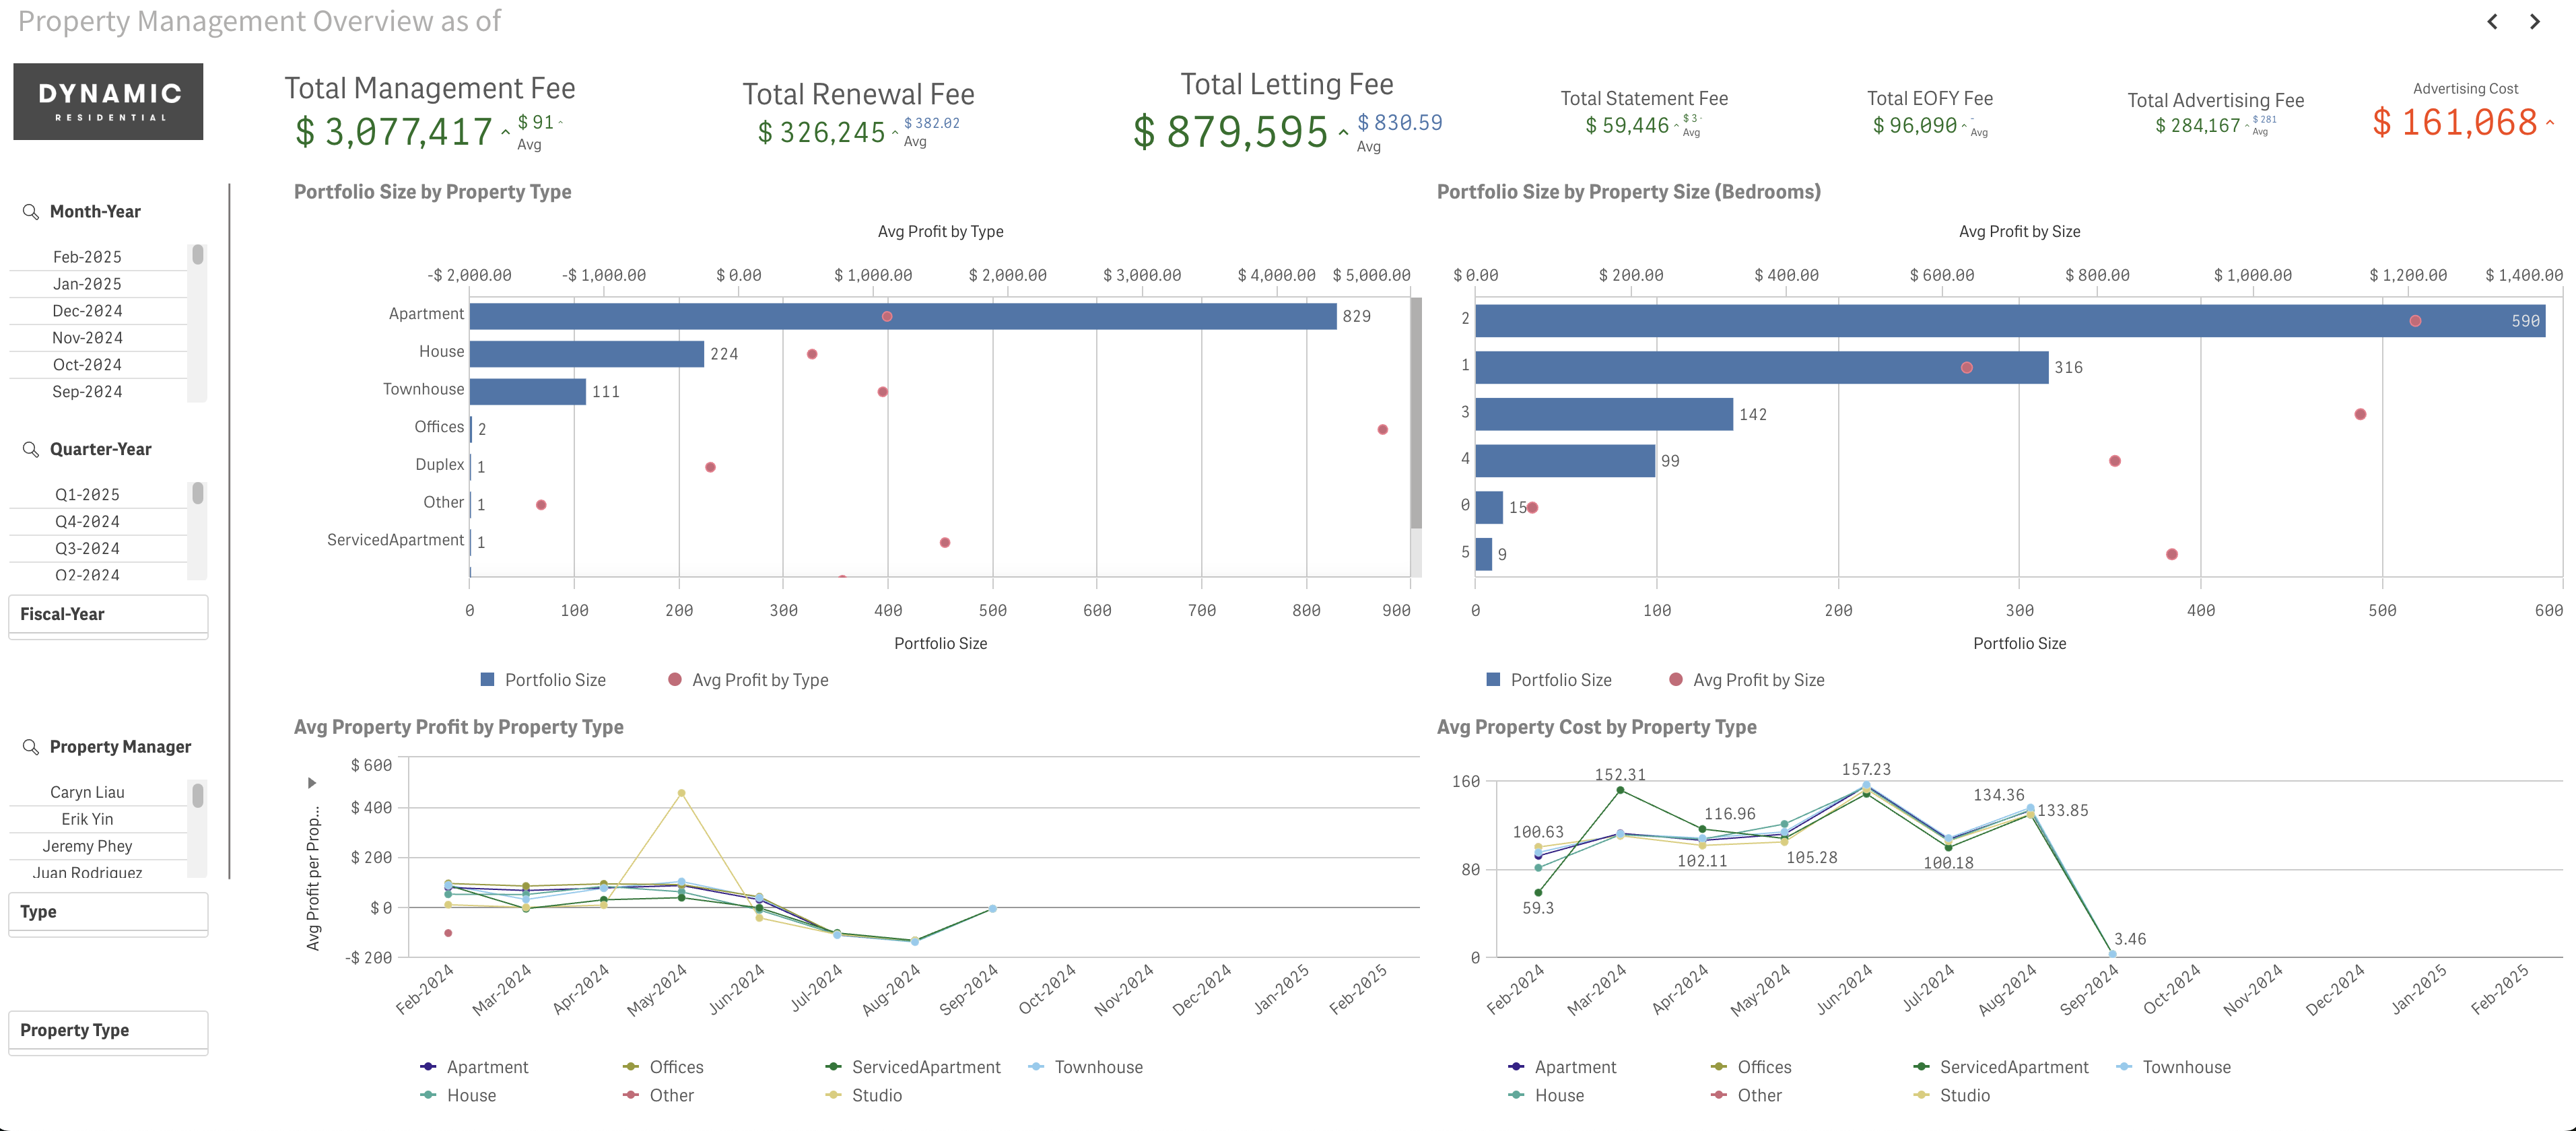 Property Management Overview as of
DYNAMIC
RESIDENTIAL
Total Management Fee
$ 3,077,417
$ 91
Avg
Total Renewal Fee
$ 326,245
$ 382.02
Avg
Total Letting Fee
$ 879,595
$ 830.59
Avg
Total Statement Fee
$ 59,446
$ 3
Avg
Total EOFY Fee
$ 96,090
Avg
Total Advertising Fee
$ 284,167
$ 281
Avg
Advertising Cost
$ 161,068
Month-Year
Feb-2025
Jan-2025
Dec-2024
Nov-2024
Oct-2024
Sep-2024
Quarter-Year
Q1-2025
Q4-2024
Q3-2024
Q2-2024
Fiscal-Year
Property Manager
Caryn Liau
Erik Yin
Jeremy Phey
Juan Rodriguez
Type
Property Type
Portfolio Size by Property Type
Avg Profit by Type
-$ 2,000.00 -$ 1,000.00 $ 0.00 $ 1,000.00 $ 2,000.00 $ 3,000.00 $ 4,000.00 $ 5,000.00
Apartment 829
House 224
Townhouse 111
Offices 2
Duplex 1
Other 1
ServicedApartment 1
0 100 200 300 400 500 600 700 800 900
Portfolio Size
Portfolio Size Avg Profit by Type
Portfolio Size by Property Size (Bedrooms)
Avg Profit by Size
$ 0.00 $ 200.00 $ 400.00 $ 600.00 $ 800.00 $ 1,000.00 $ 1,200.00 $ 1,400.00
2 590
1 316
3 142
4 99
0 15
5 9
0 100 200 300 400 500 600
Portfolio Size
Portfolio Size Avg Profit by Size
Avg Property Profit by Property Type
Avg Profit per Prop...
$ 600
$ 400
$ 200
$ 0
-$ 200
Feb-2024 Mar-2024 Apr-2024 May-2024 Jun-2024 Jul-2024 Aug-2024 Sep-2024 Oct-2024 Nov-2024 Dec-2024 Jan-2025 Feb-2025
Apartment Offices ServicedApartment Townhouse
House Other Studio
Avg Property Cost by Property Type
160
80
0
157.23
152.31
134.36
133.85
116.96
100.63
102.11
105.28
100.18
59.3
3.46
Feb-2024 Mar-2024 Apr-2024 May-2024 Jun-2024 Jul-2024 Aug-2024 Sep-2024 Oct-2024 Nov-2024 Dec-2024 Jan-2025 Feb-2025
Apartment Offices ServicedApartment Townhouse
House Other Studio